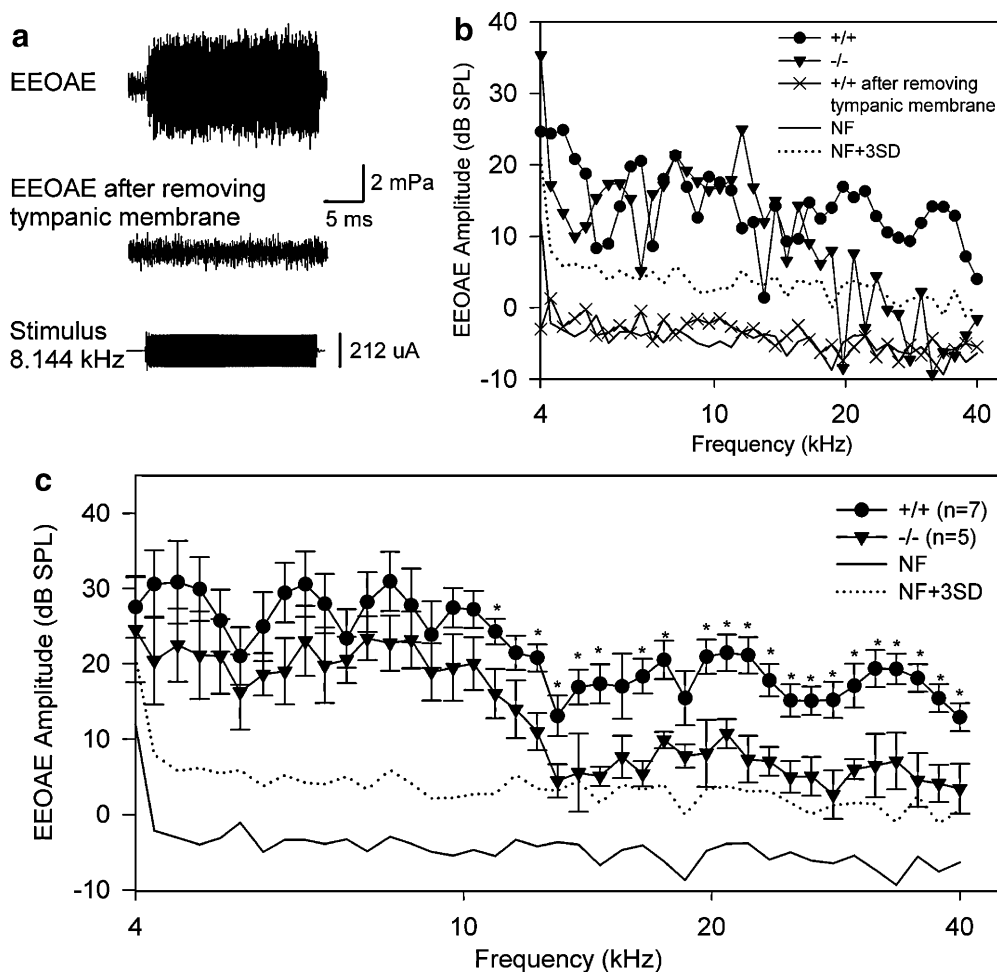 a
EEOAE
EEOAE after removing
tympanic membrane
2 mPa
5 ms
Stimulus
8.144 kHz
212 uA
b
EEOAE Amplitude (dB SPL)
40
30
20
10
0
-10
4
10
20
40
Frequency (kHz)
+/+
-/-
+/+ after removing
tympanic membrane
NF
NF+3SD
c
EEOAE Amplitude (dB SPL)
40
30
20
10
0
-10
4
10
20
40
Frequency (kHz)
+/+ (n=7)
-/- (n=5)
NF
NF+3SD
* * * * * * * * * * * * * * * * * *